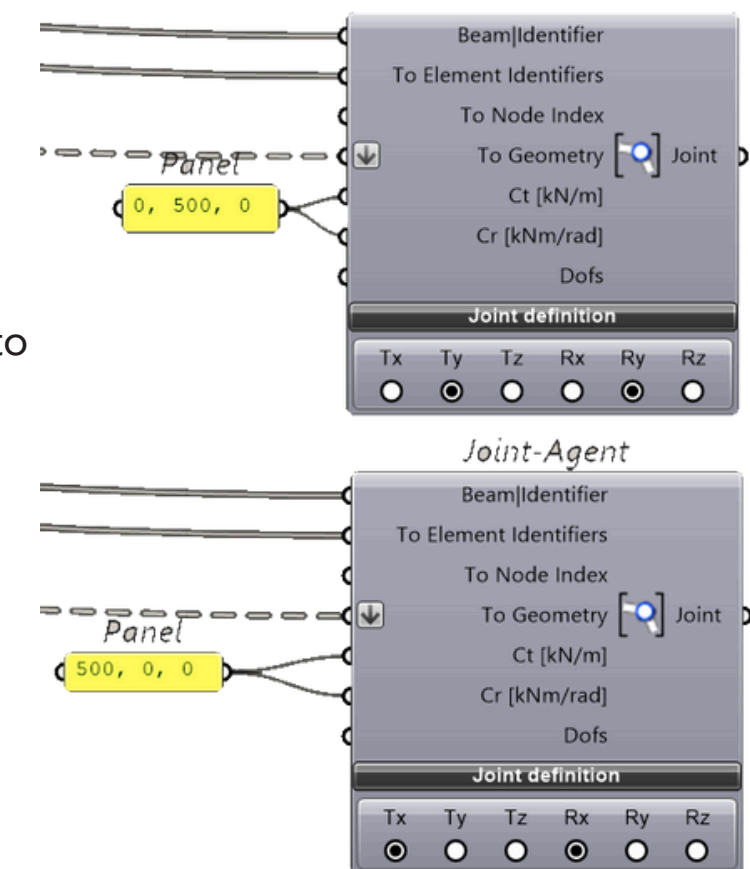 Beam|Identifier
To Element Identifiers
To Node Index
To Geometry
Joint
Panel
0, 500, 0
Ct [kN/m]
Cr [kNm/rad]
Dofs
Joint definition
Tx Ty Tz Rx Ry Rz
to
Joint-Agent
Beam|Identifier
To Element Identifiers
To Node Index
To Geometry
Joint
Panel
500, 0, 0
Ct [kN/m]
Cr [kNm/rad]
Dofs
Joint definition
Tx Ty Tz Rx Ry Rz